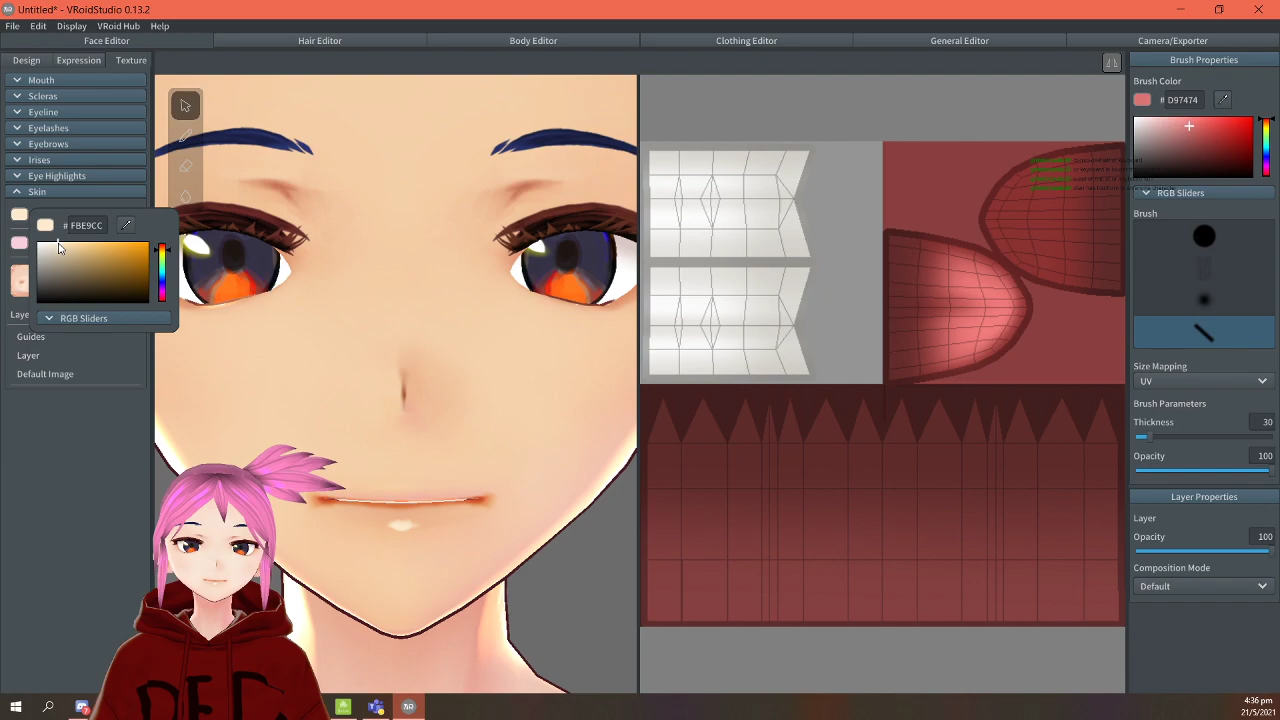 Untitled* - VRoidStudio 0.13.2
File Edit Display VRoid Hub Help
Face Editor Hair Editor Body Editor Clothing Editor General Editor Camera/Exporter
Design Expression Texture
Mouth
Scleras
Eyeline
Eyelashes
Eyebrows
Irises
Eye Highlights
Skin
# FBE9CC
RGB Sliders
Laye
Guides
Layer
Default Image
Brush Properties
Brush Color
# D97474
RGB Sliders
Brush
Size Mapping
UV
Brush Parameters
Thickness 30
Opacity 100
Layer Properties
Layer
Opacity 100
Composition Mode
Default
4:36 pm
21/5/2021